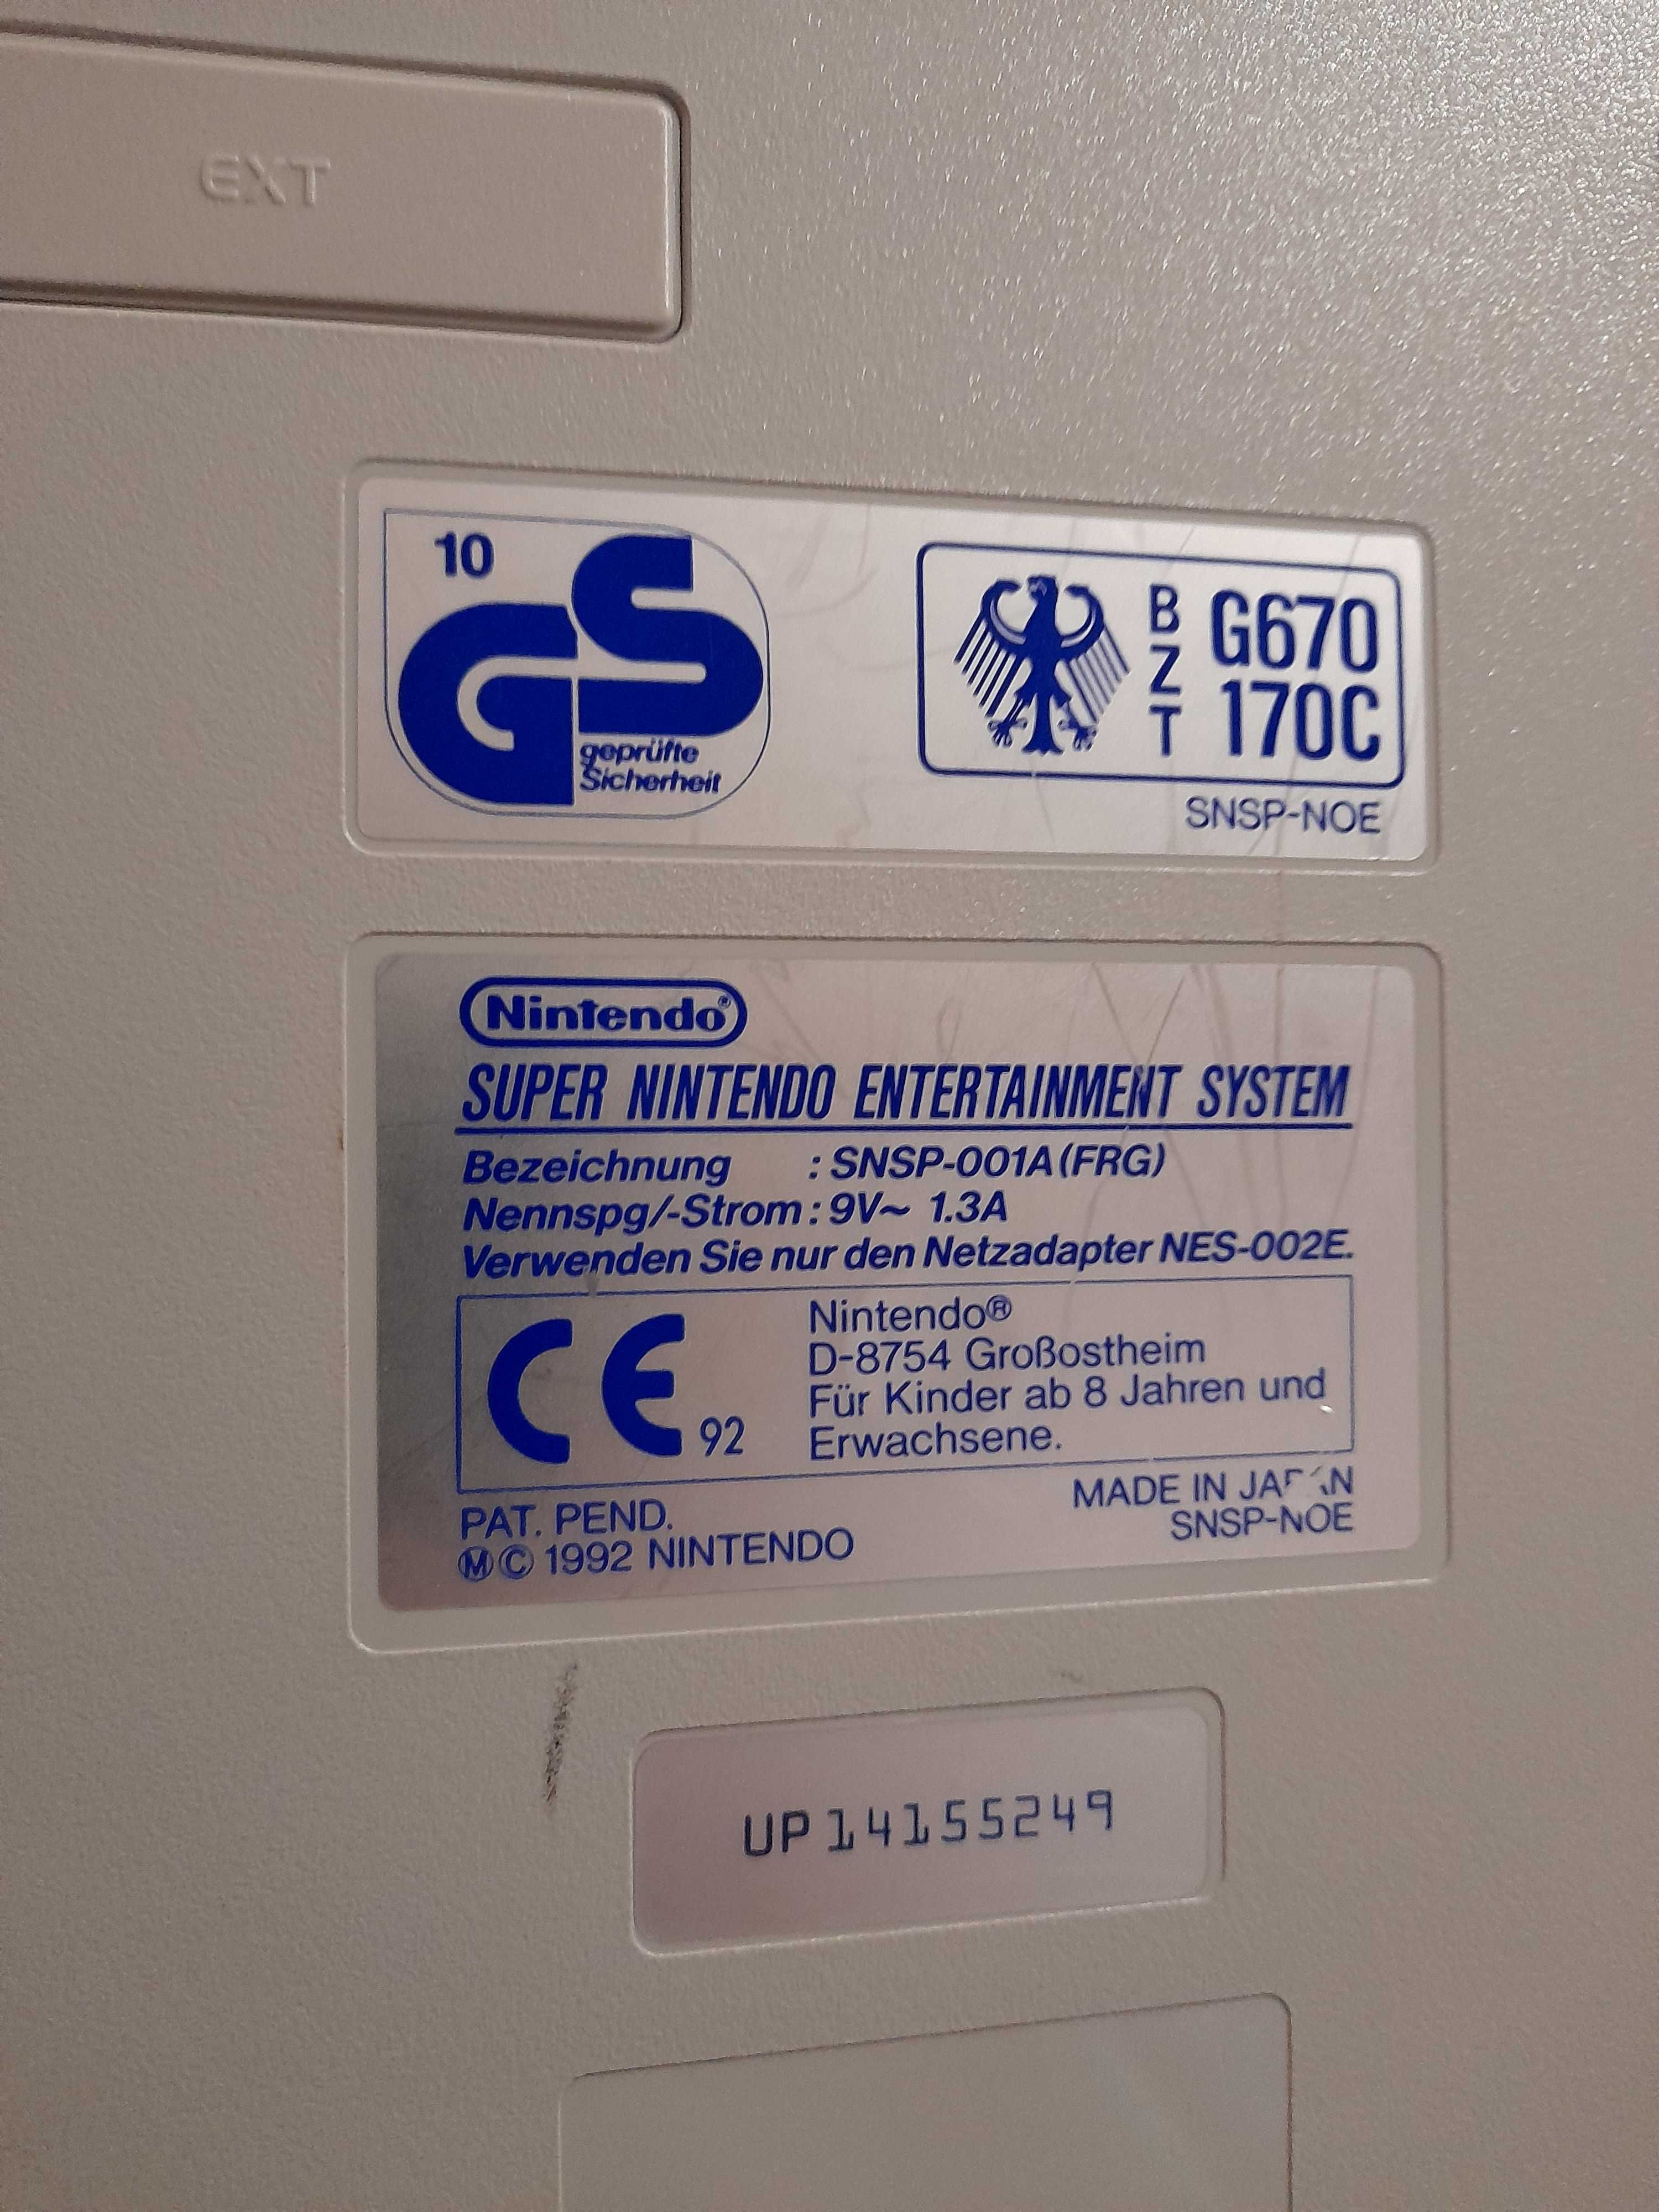 EXT
10
GS
geprüfte
Sicherheit
BZT
G670
170C
SNSP-NOE
Nintendo®
SUPER NINTENDO ENTERTAINMENT SYSTEM
Bezeichnung : SNSP-001A(FRG)
Nennspg/-Strom : 9V~ 1.3A
Verwenden Sie nur den Netzadapter NES-002E.
CE 92
Nintendo®
D-8754 Großostheim
Für Kinder ab 8 Jahren und
Erwachsene.
PAT. PEND.
Ⓜ© 1992 NINTENDO
MADE IN JAPAN
SNSP-NOE
UP14155249